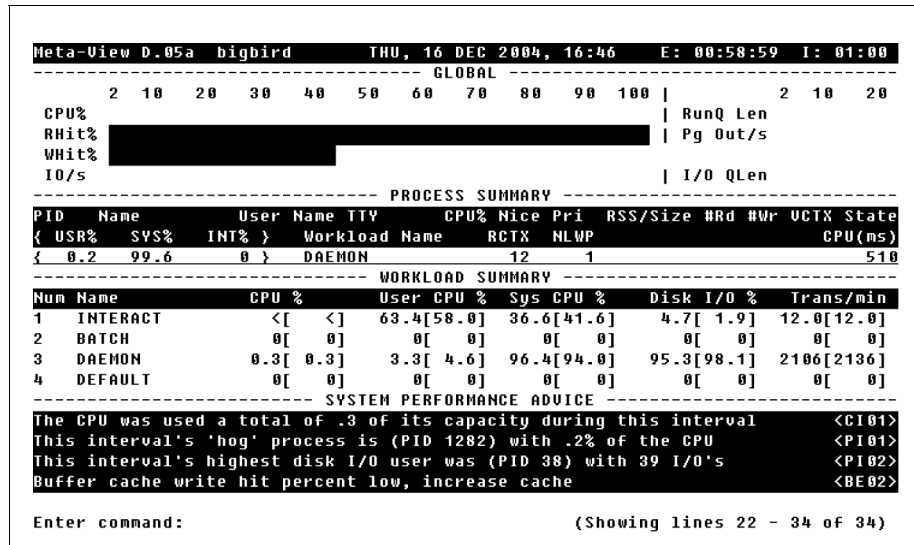 Meta-View D.05a bigbird THU, 16 DEC 2004, 16:46 E: 00:58:59 I: 01:00
------------------------------------ GLOBAL ------------------------------------
2 10 20 30 40 50 60 70 80 90 100 | 2 10 20
CPU% | RunQ Len
RHit% | Pg Out/s
WHit%
IO/s | I/O QLen
-------------------------------- PROCESS SUMMARY -------------------------------
PID Name User Name TTY CPU% Nice Pri RSS/Size #Rd #Wr VCTX State
{ USR% SYS% INT% } Workload Name RCTX NLWP CPU(ms)
{ 0.2 99.6 0 } DAEMON 12 1 510
------------------------------- WORKLOAD SUMMARY -------------------------------
Num Name CPU % User CPU % Sys CPU % Disk I/O % Trans/min
1 INTERACT <[ <] 63.4[58.0] 36.6[41.6] 4.7[ 1.9] 12.0[12.0]
2 BATCH 0[ 0] 0[ 0] 0[ 0] 0[ 0] 0[ 0]
3 DAEMON 0.3[ 0.3] 3.3[ 4.6] 96.4[94.0] 95.3[98.1] 2106[2136]
4 DEFAULT 0[ 0] 0[ 0] 0[ 0] 0[ 0] 0[ 0]
--------------------------- SYSTEM PERFORMANCE ADVICE --------------------------
The CPU was used a total of .3 of its capacity during this interval <CI01>
This interval's 'hog' process is (PID 1282) with .2% of the CPU <PI01>
This interval's highest disk I/O user was (PID 38) with 39 I/O's <PI02>
Buffer cache write hit percent low, increase cache <BE02>
Enter command: (Showing lines 22 - 34 of 34)